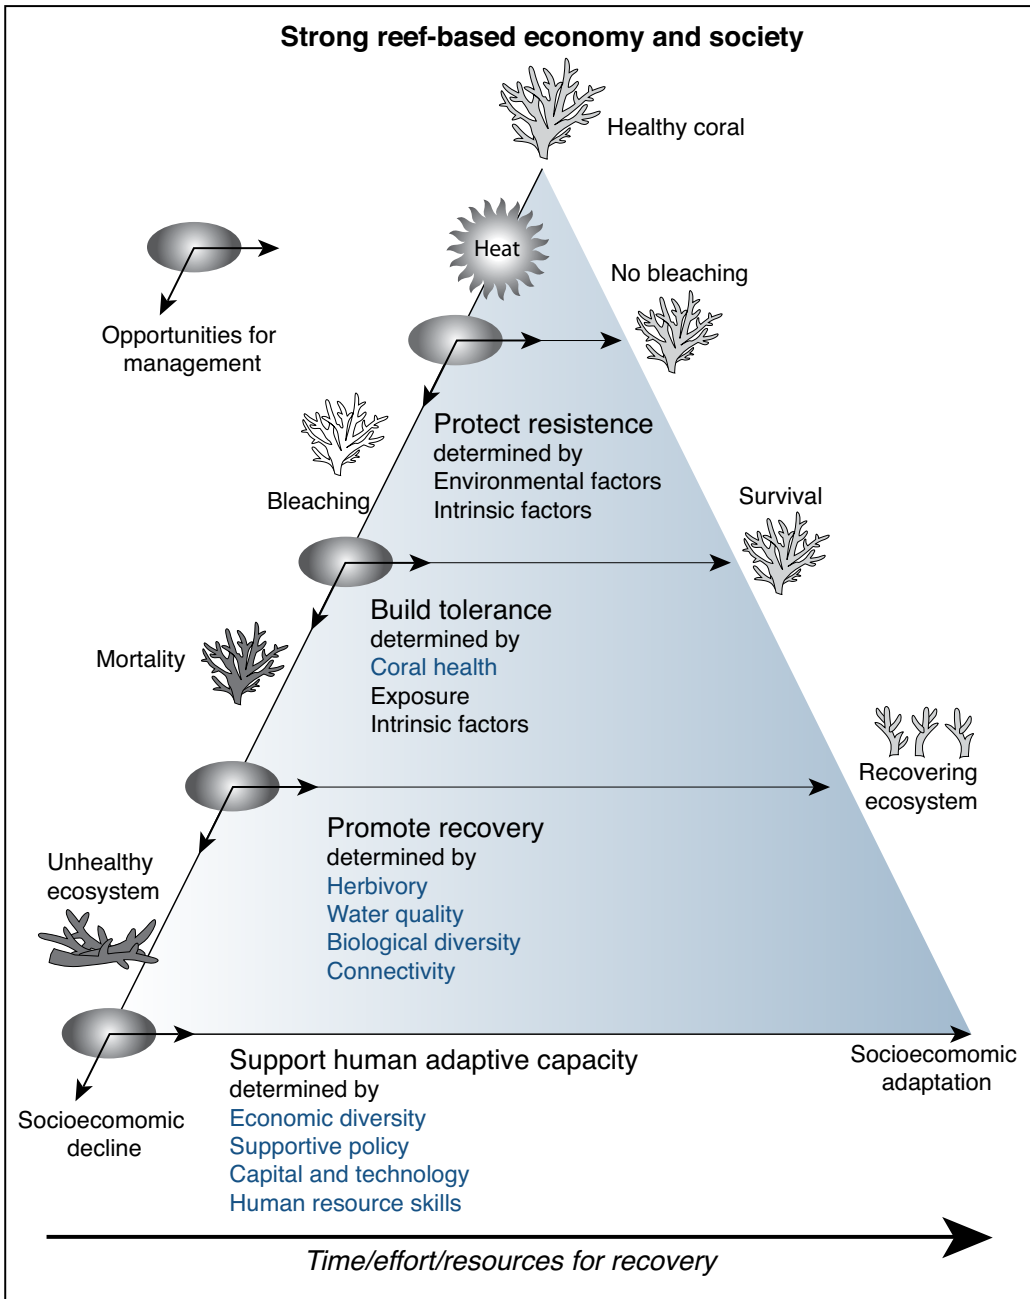 Strong reef-based economy and society
Healthy coral
Heat
No bleaching
Opportunities for
management
Protect resistence
determined by
Environmental factors
Intrinsic factors
Bleaching
Survival
Build tolerance
determined by
Coral health
Exposure
Intrinsic factors
Mortality
Recovering
ecosystem
Promote recovery
determined by
Herbivory
Water quality
Biological diversity
Connectivity
Unhealthy
ecosystem
Support human adaptive capacity
determined by
Economic diversity
Supportive policy
Capital and technology
Human resource skills
Socioecomomic
adaptation
Socioecomomic
decline
Time/effort/resources for recovery